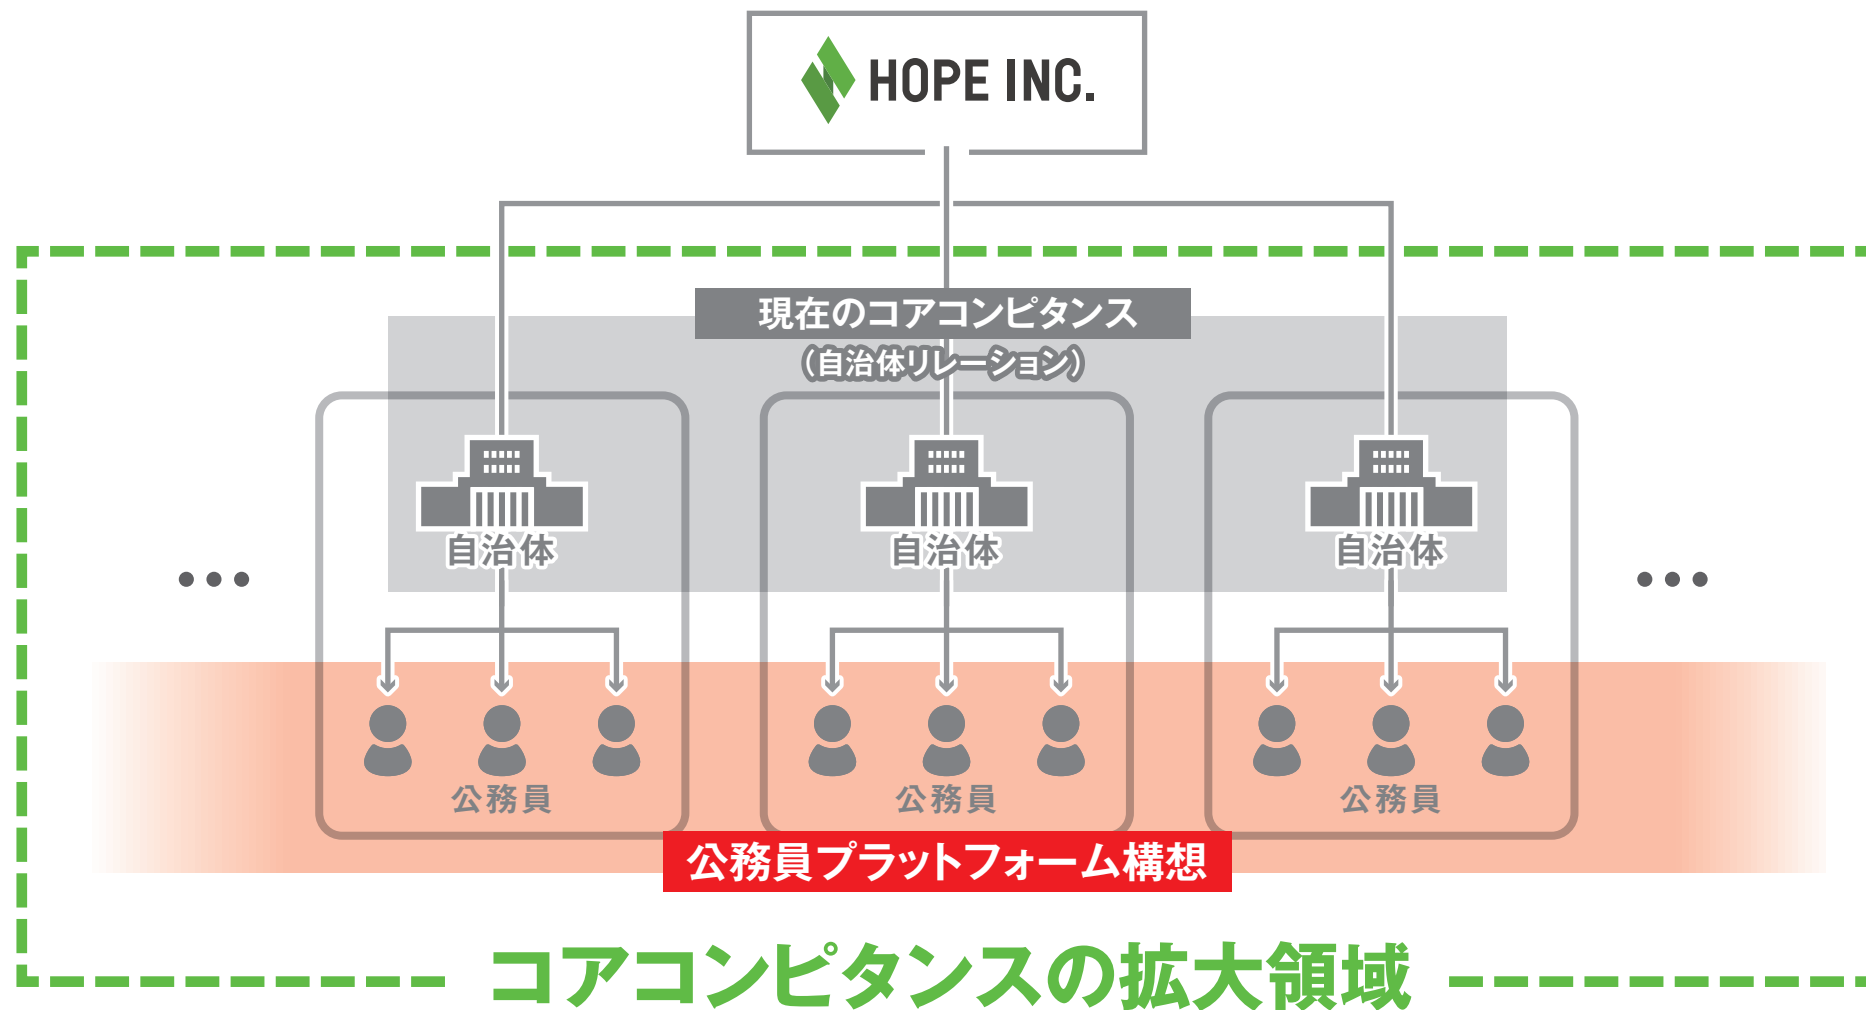 HOPE INC.
現在のコアコンピタンス
（自治体リレーション）
自治体
自治体
自治体
公務員
公務員
公務員
公務員プラットフォーム構想
コアコンピタンスの拡大領域